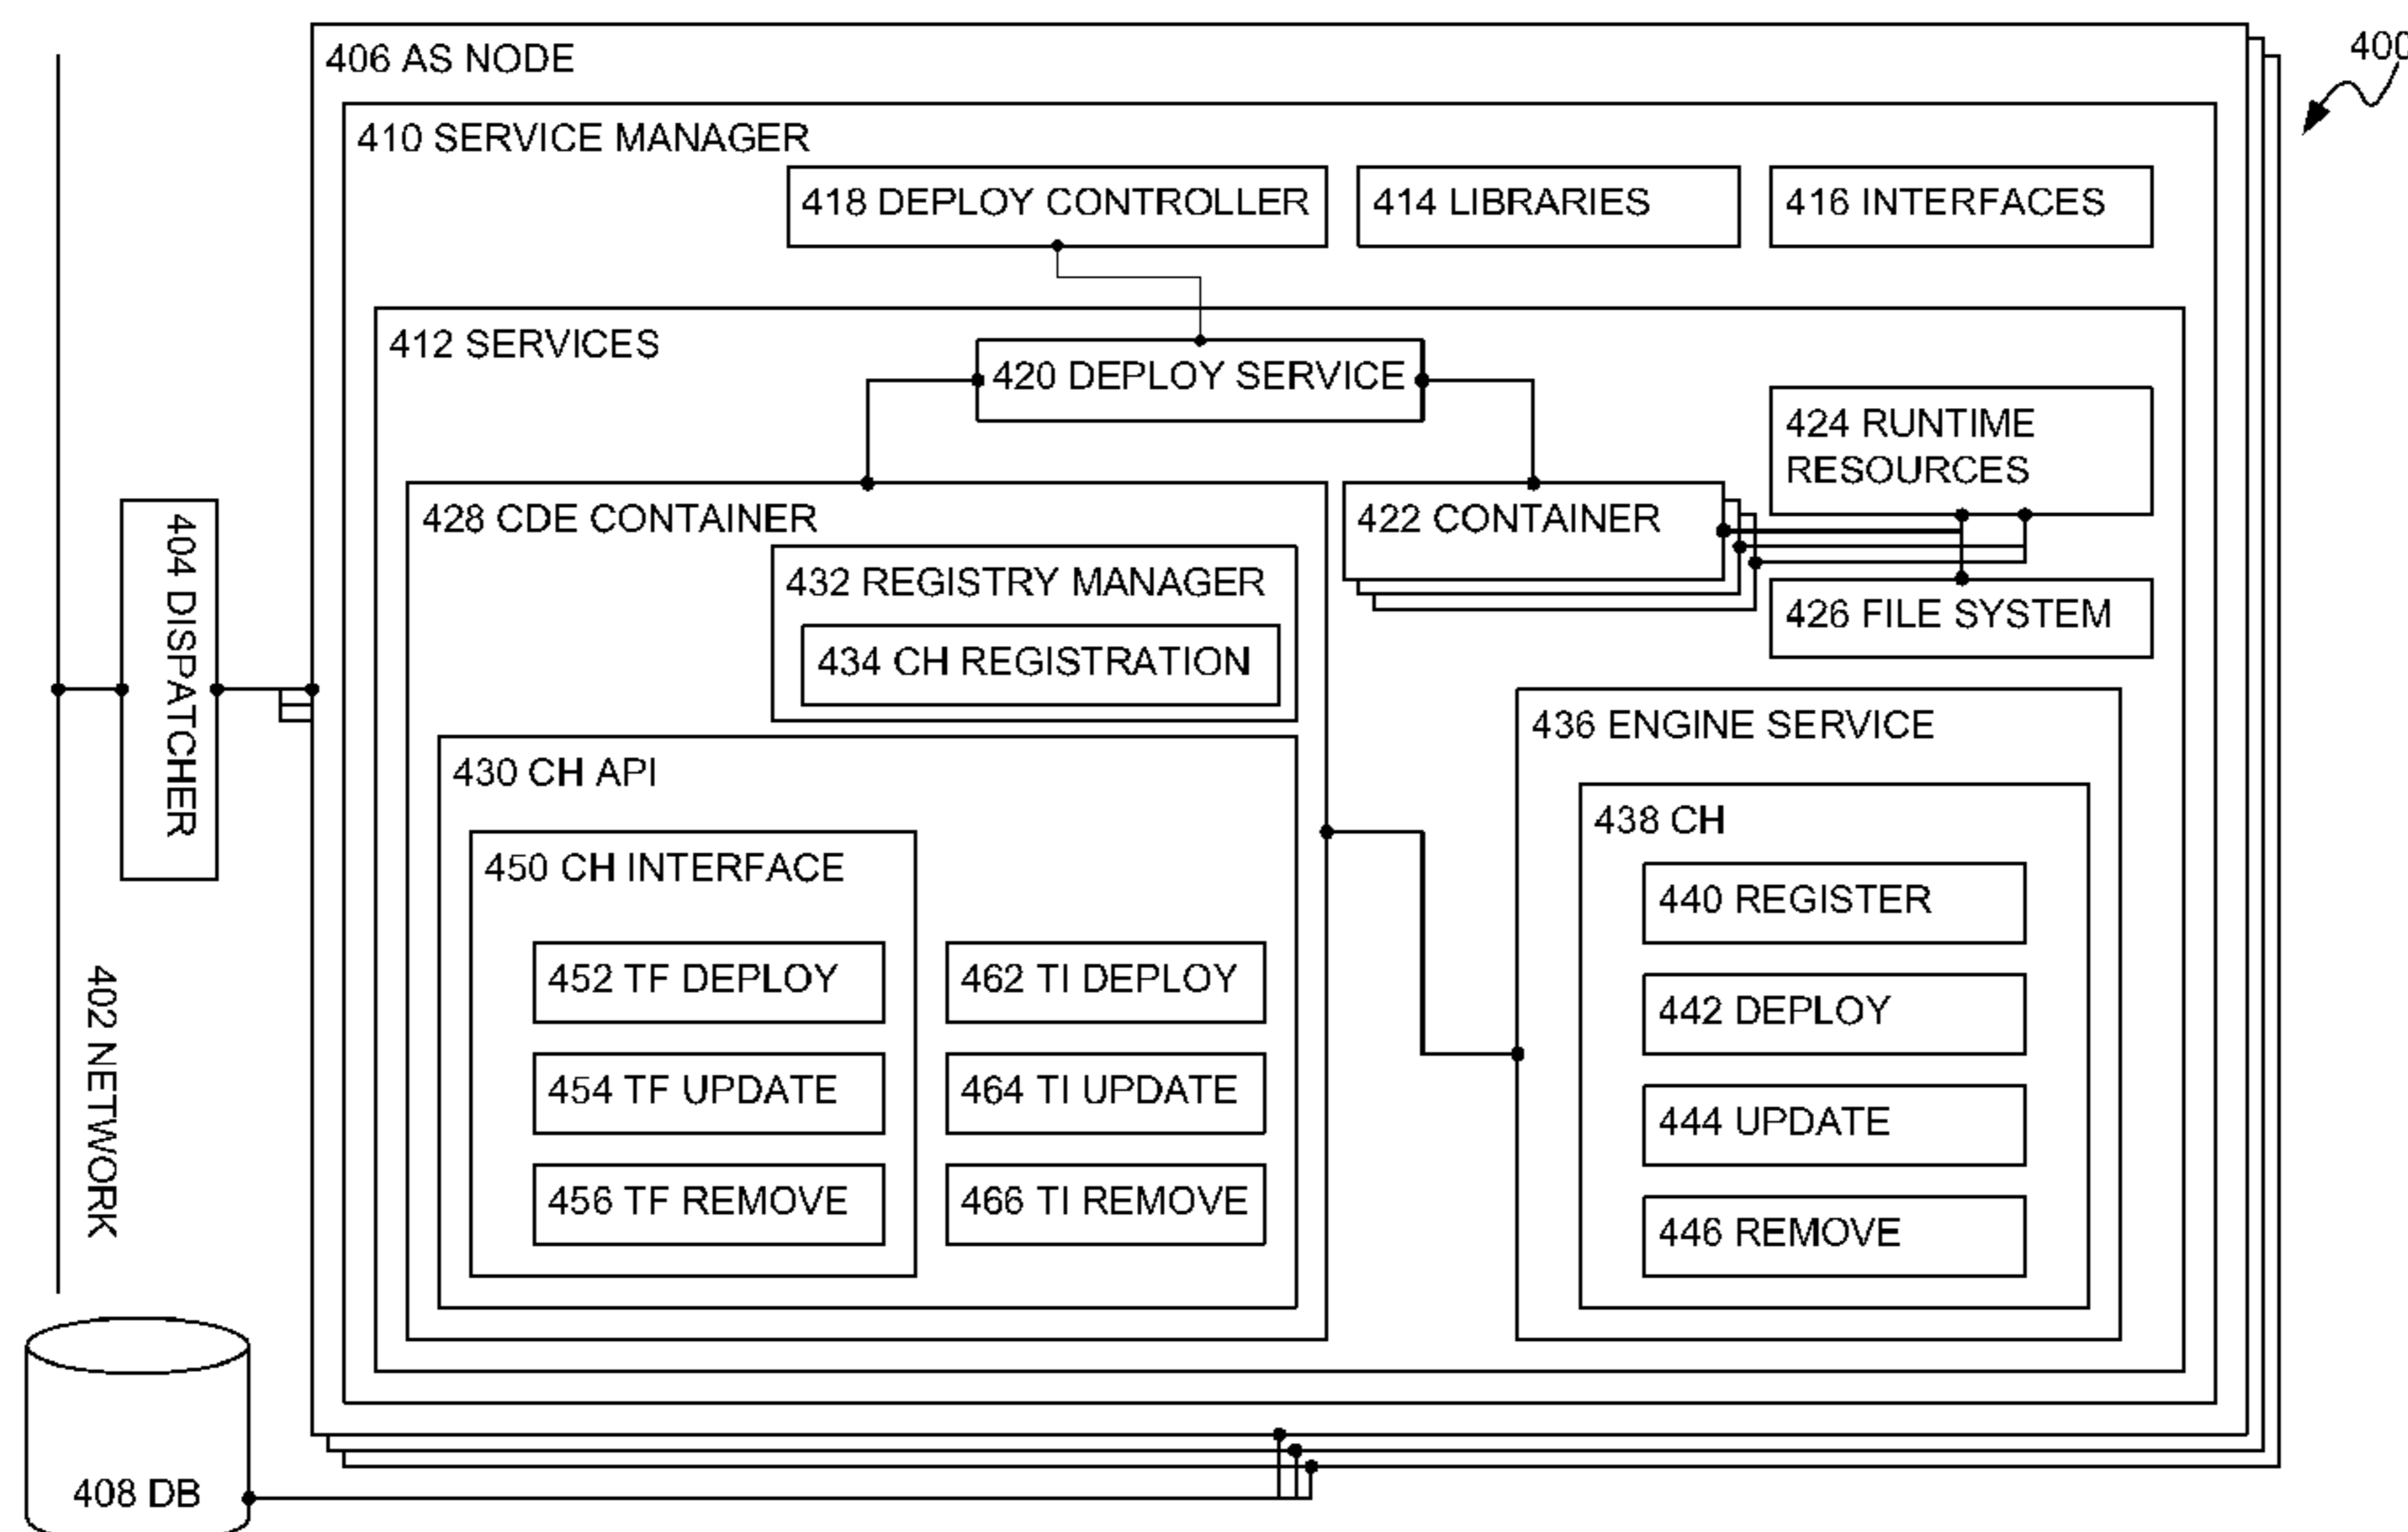 400
406 AS NODE
410 SERVICE MANAGER
418 DEPLOY CONTROLLER
414 LIBRARIES
416 INTERFACES
412 SERVICES
420 DEPLOY SERVICE
424 RUNTIME
RESOURCES
428 CDE CONTAINER
422 CONTAINER
432 REGISTRY MANAGER
426 FILE SYSTEM
434 CH REGISTRATION
404 DISPATCHER
436 ENGINE SERVICE
430 CH API
438 CH
450 CH INTERFACE
440 REGISTER
452 TF DEPLOY
462 TI DEPLOY
442 DEPLOY
454 TF UPDATE
464 TI UPDATE
444 UPDATE
456 TF REMOVE
466 TI REMOVE
446 REMOVE
402 NETWORK
408 DB